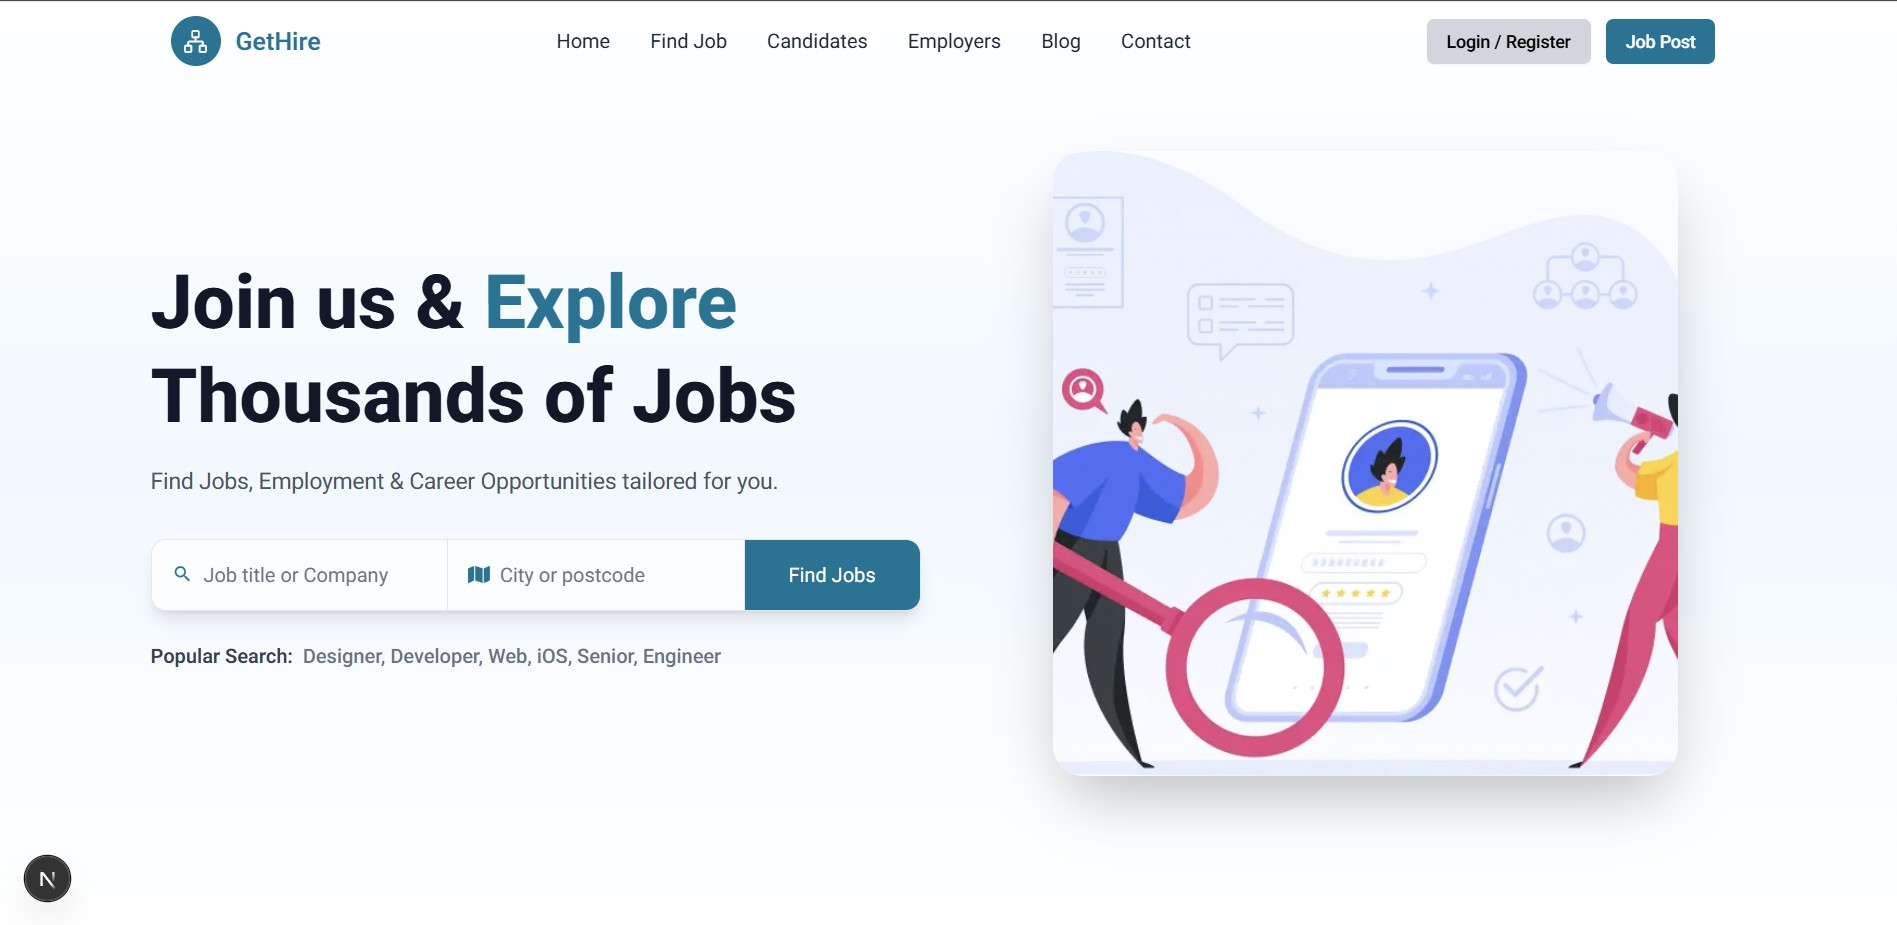 GetHire
Home Find Job Candidates Employers Blog Contact
Login / Register
Job Post
Join us & Explore
Thousands of Jobs
Find Jobs, Employment & Career Opportunities tailored for you.
Job title or Company
City or postcode
Find Jobs
Popular Search: Designer, Developer, Web, iOS, Senior, Engineer
N